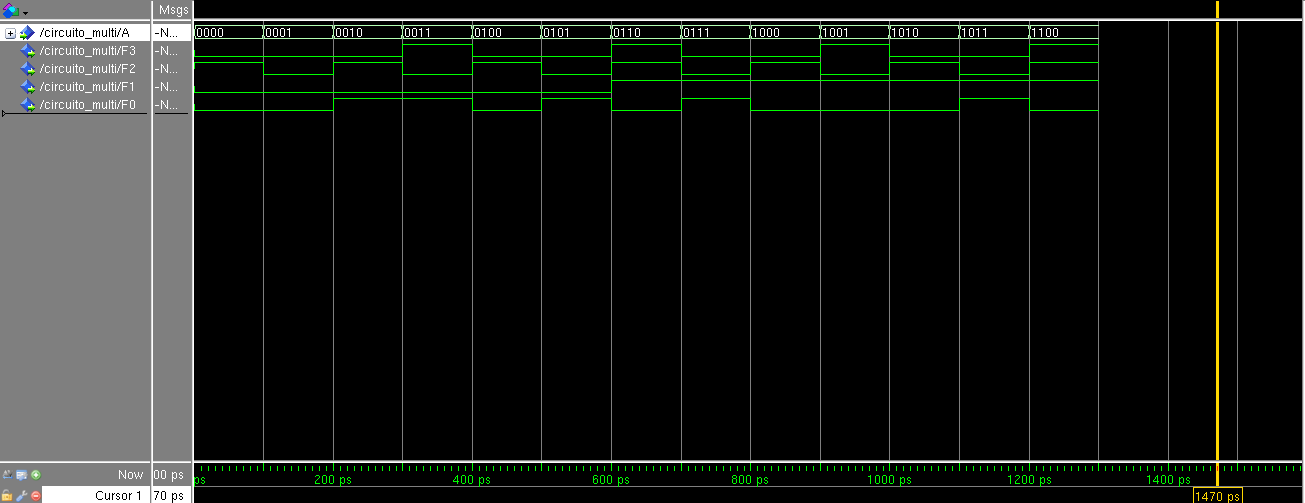 Msgs
/circuito_multi/A -N... 0000 0001 0010 0011 0100 0101 0110 0111 1000 1001 1010 1011 1100
/circuito_multi/F3 -N...
/circuito_multi/F2 -N...
/circuito_multi/F1 -N...
/circuito_multi/F0 -N...
Now 00 ps ps 200 ps 400 ps 600 ps 800 ps 1000 ps 1200 ps 1400 ps
Cursor 1 70 ps 1470 ps